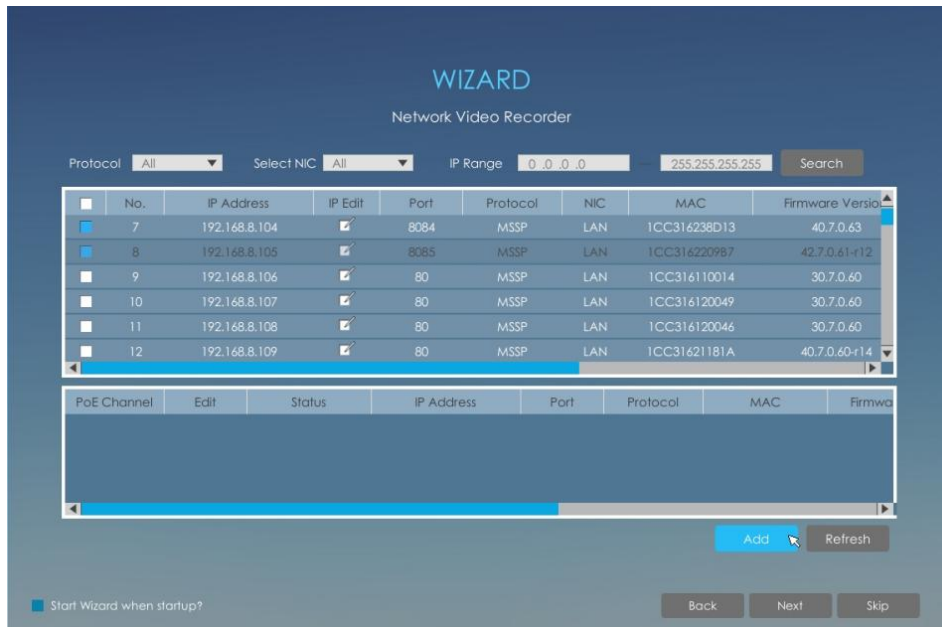 WIZARD
Network Video Recorder
Protocol All Select NIC All IP Range 0 .0 .0 .0 — 255.255.255.255 Search
No. IP Address IP Edit Port Protocol NIC MAC Firmware Versio
7 192.168.8.104 8084 MSSP LAN 1CC316238D13 40.7.0.63
8 192.168.8.105 8085 MSSP LAN 1CC3162209B7 42.7.0.61-r12
9 192.168.8.106 80 MSSP LAN 1CC316110014 30.7.0.60
10 192.168.8.107 80 MSSP LAN 1CC316120049 30.7.0.60
11 192.168.8.108 80 MSSP LAN 1CC316120046 30.7.0.60
12 192.168.8.109 80 MSSP LAN 1CC31621181A 40.7.0.60-r14
PoE Channel Edit Status IP Address Port Protocol MAC Firmwa
Add Refresh
Start Wizard when startup? Back Next Skip